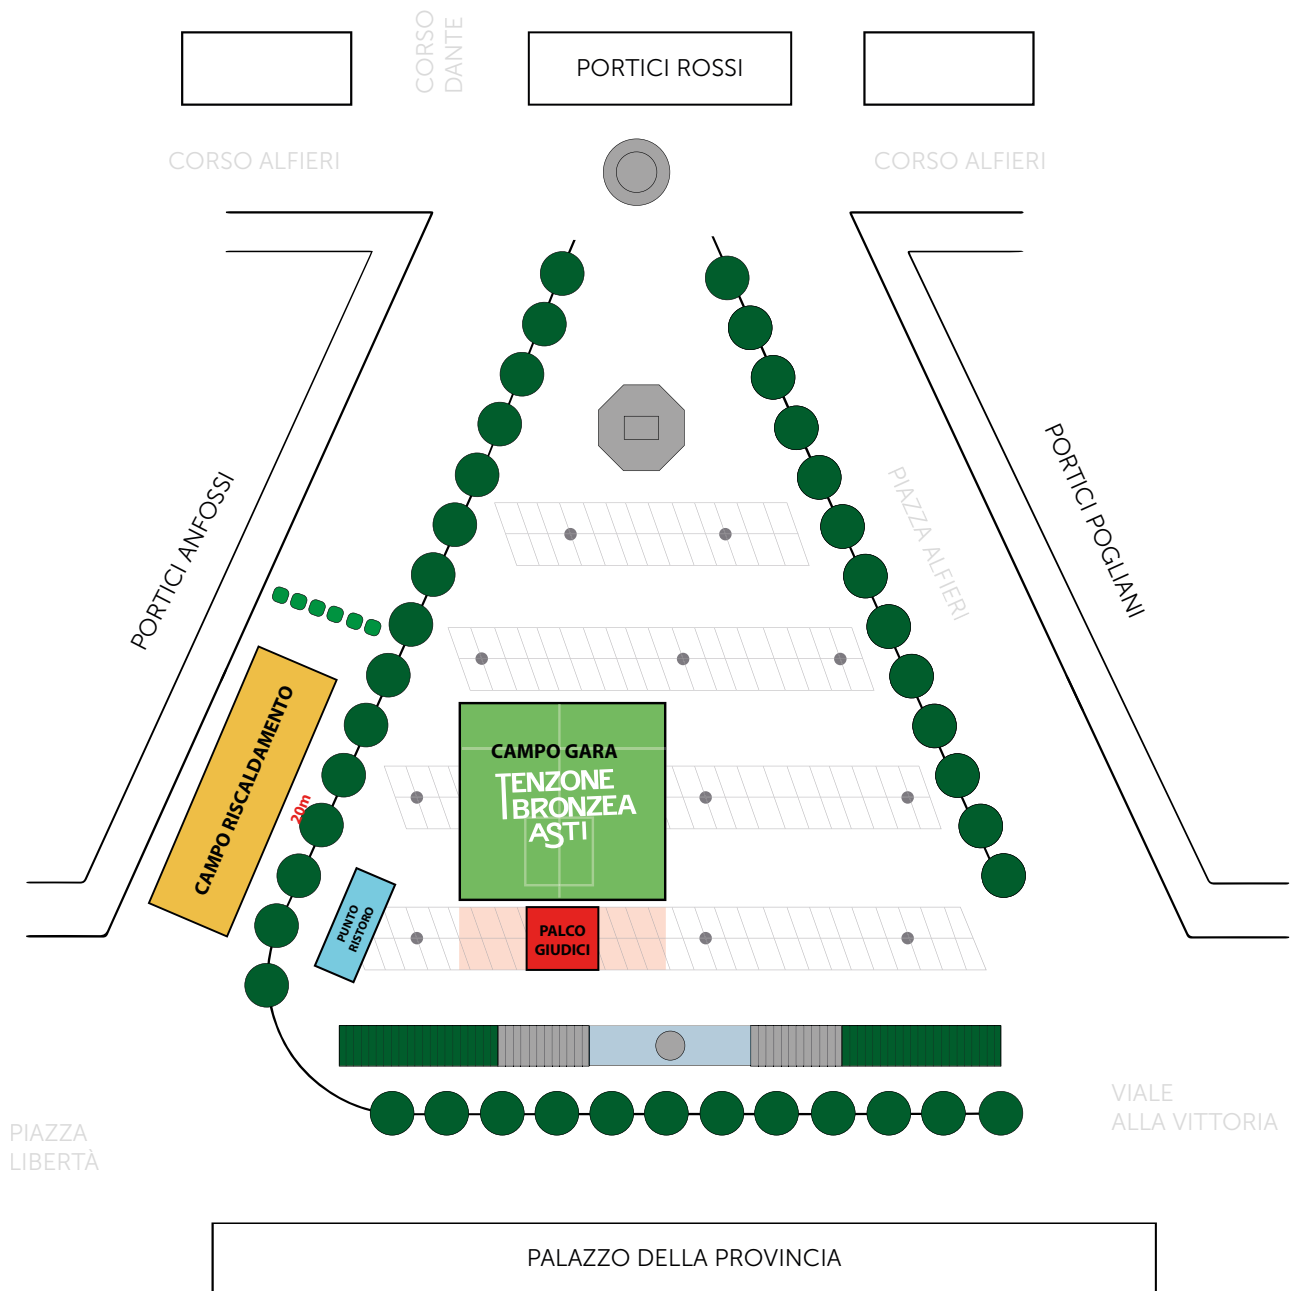 CORSO
DANTE
PORTICI ROSSI
CORSO ALFIERI
CORSO ALFIERI
PORTICI ANFOSSI
PIAZZA ALFIERI
PORTICI POGLIANI
CAMPO RISCALDAMENTO
20m
CAMPO GARA
TENZONE
BRONZEA
ASTI
PUNTO
RISTORO
PALCO
GIUDICI
VIALE
ALLA VITTORIA
PIAZZA
LIBERTÀ
PALAZZO DELLA PROVINCIA